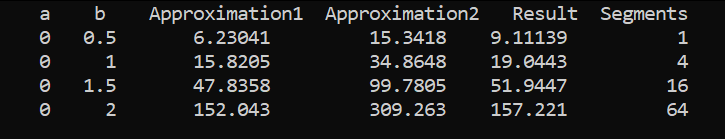 a b Approximation1 Approximation2 Result Segments
0 0.5 6.23041 15.3418 9.11139 1
0 1 15.8205 34.8648 19.0443 4
0 1.5 47.8358 99.7805 51.9447 16
0 2 152.043 309.263 157.221 64